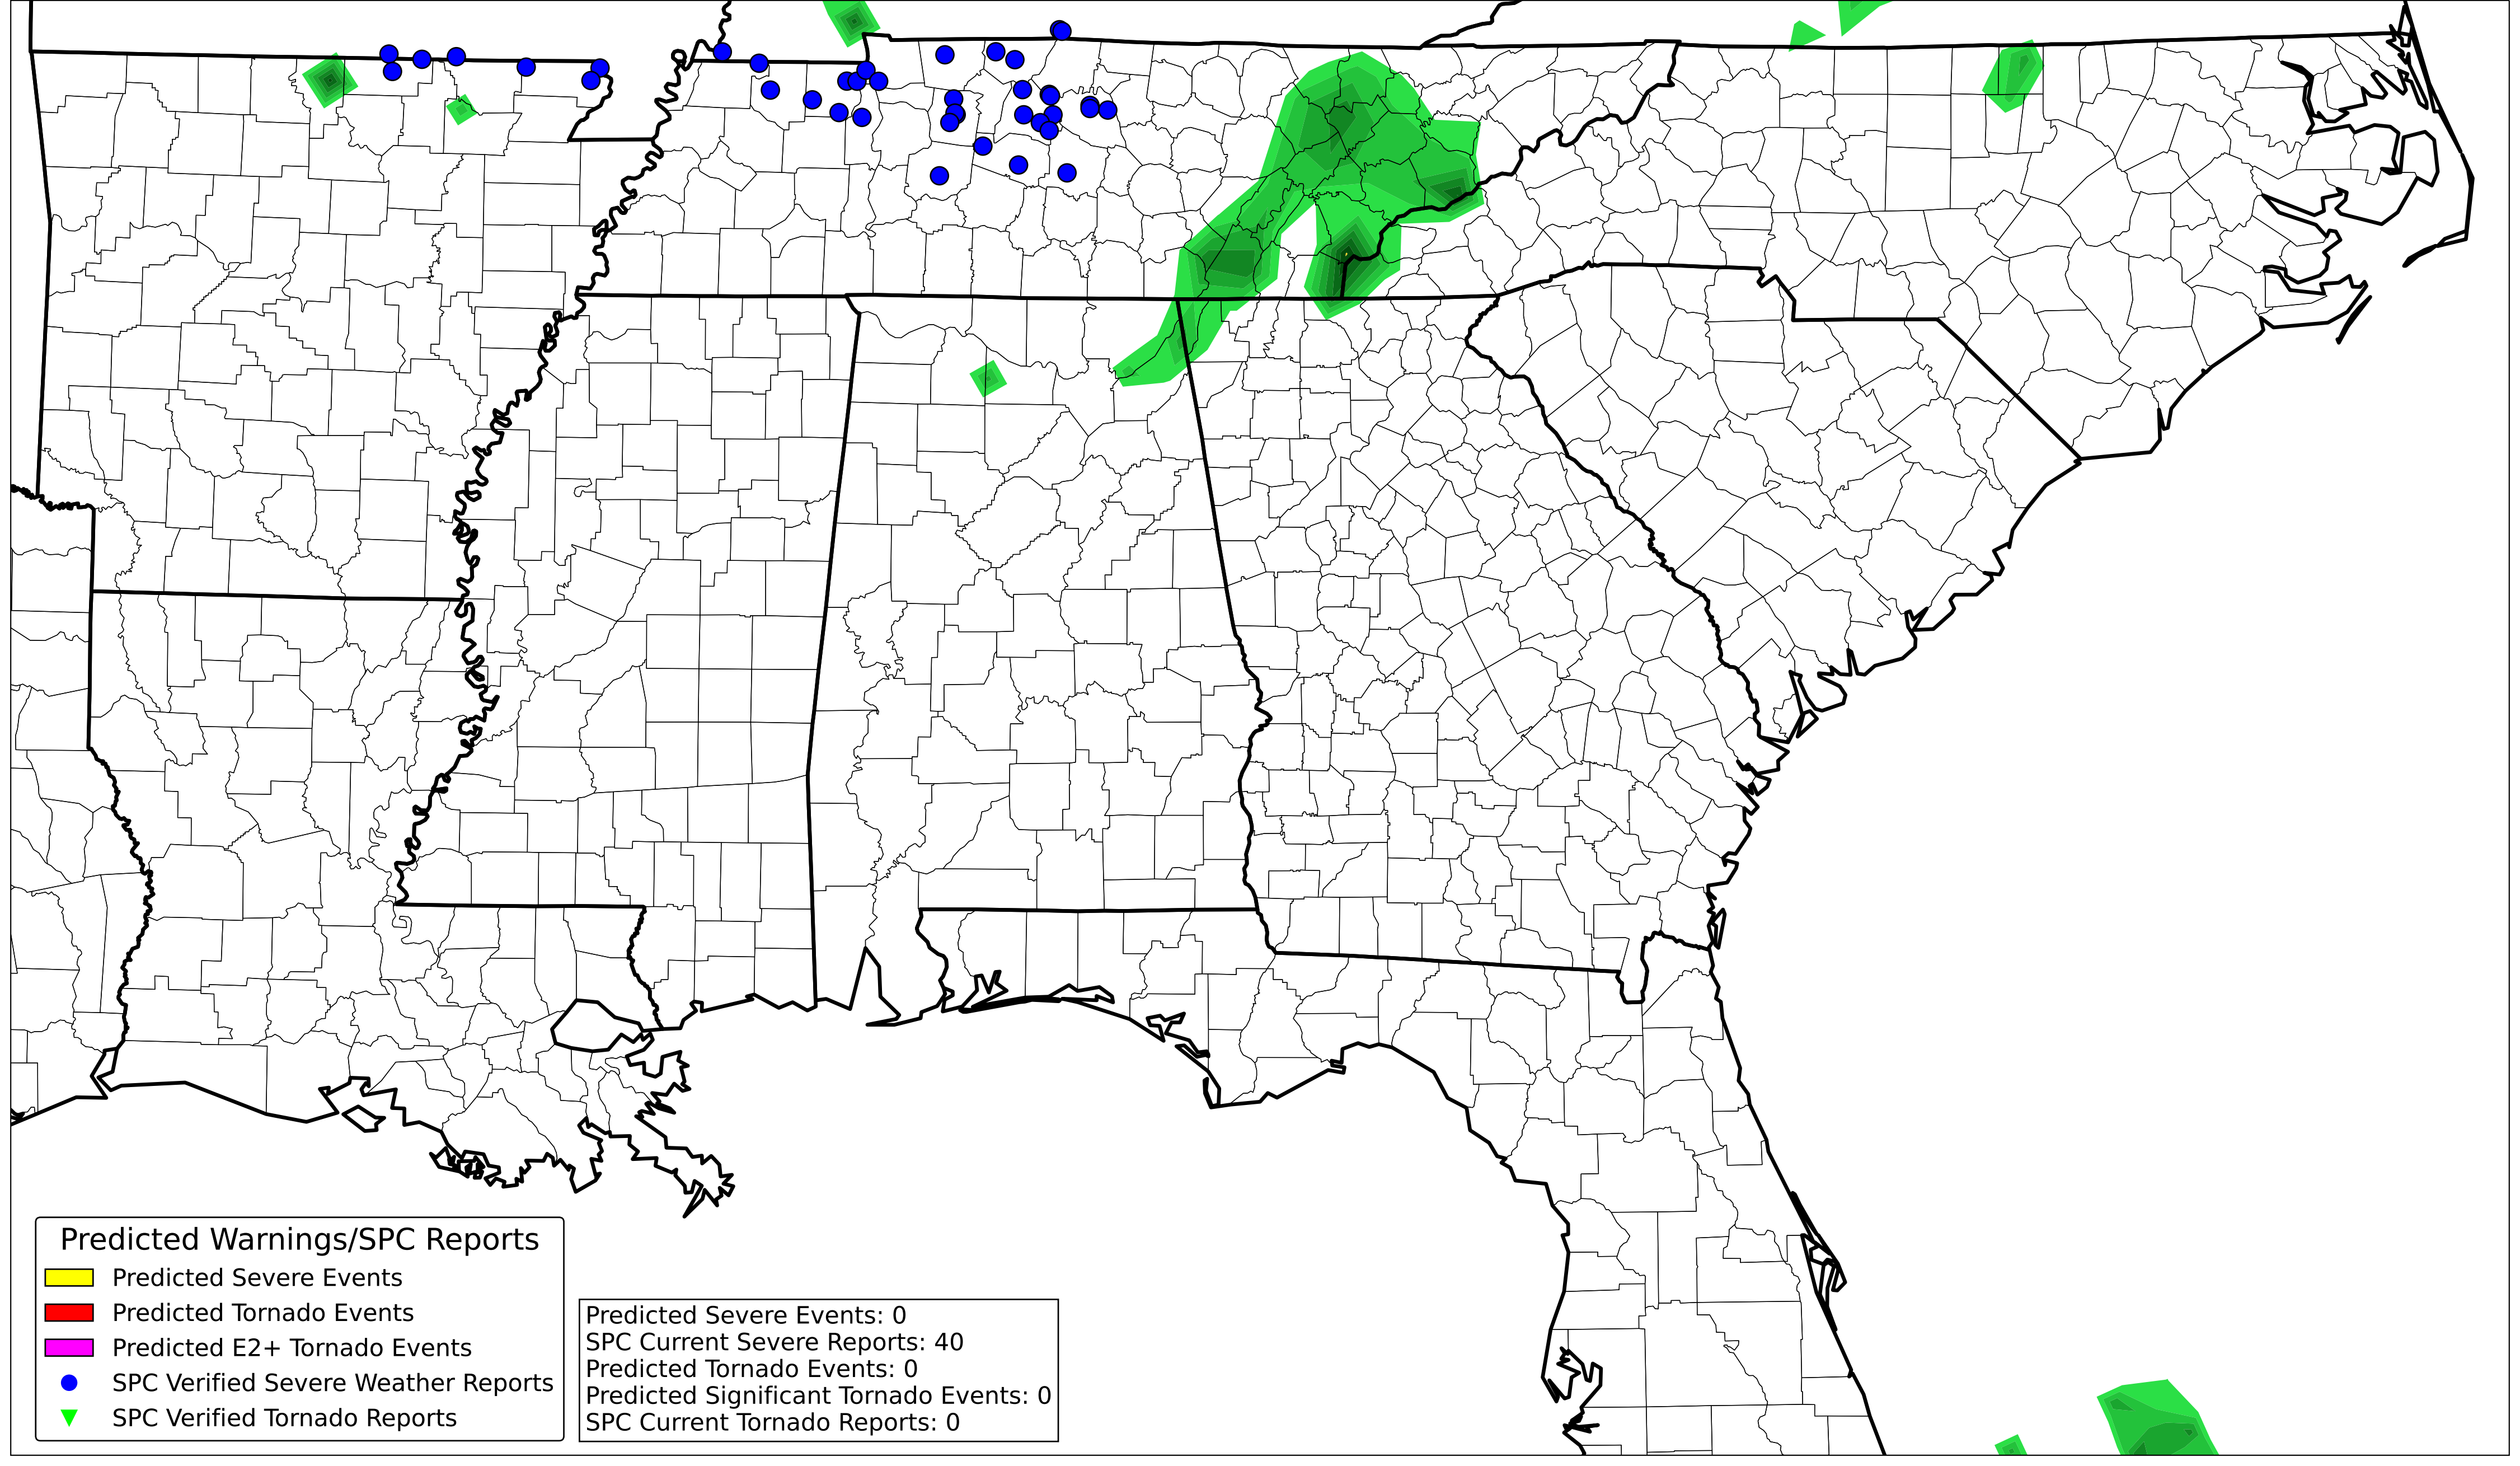 Predicted Warnings/SPC Reports
Predicted Severe Events
Predicted Tornado Events
Predicted E2+ Tornado Events
SPC Verified Severe Weather Reports
SPC Verified Tornado Reports
Predicted Severe Events: 0
SPC Current Severe Reports: 40
Predicted Tornado Events: 0
Predicted Significant Tornado Events: 0
SPC Current Tornado Reports: 0